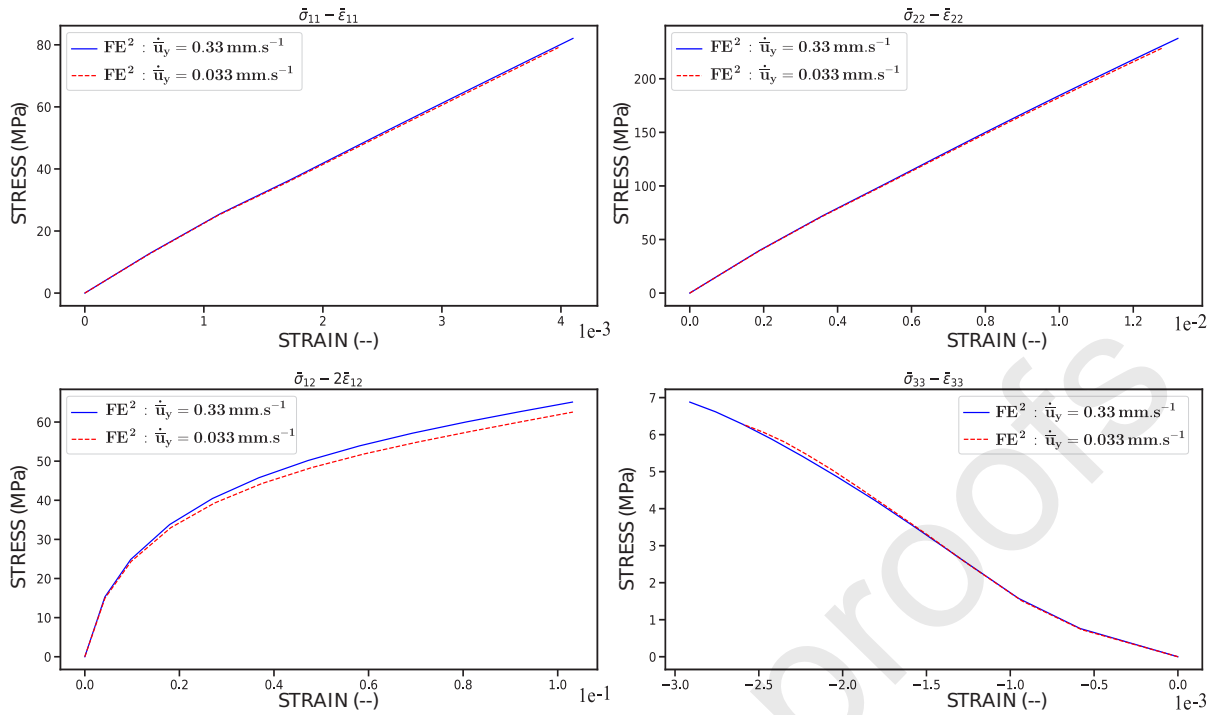 σ̄₁₁ − ε̄₁₁
STRESS (MPa)
80
60
40
20
0
FE² : u̇̄y = 0.33 mm.s⁻¹
FE² : u̇̄y = 0.033 mm.s⁻¹
0 1 2 3 4
STRAIN (--)
1e-3
σ̄₂₂ − ε̄₂₂
STRESS (MPa)
200
150
100
50
0
FE² : u̇̄y = 0.33 mm.s⁻¹
FE² : u̇̄y = 0.033 mm.s⁻¹
0.0 0.2 0.4 0.6 0.8 1.0 1.2
STRAIN (--)
1e-2
σ̄₁₂ − 2ε̄₁₂
STRESS (MPa)
60
50
40
30
20
10
0
FE² : u̇̄y = 0.33 mm.s⁻¹
FE² : u̇̄y = 0.033 mm.s⁻¹
0.0 0.2 0.4 0.6 0.8 1.0
STRAIN (--)
1e-1
σ̄₃₃ − ε̄₃₃
STRESS (MPa)
7
6
5
4
3
2
1
0
FE² : u̇̄y = 0.33 mm.s⁻¹
FE² : u̇̄y = 0.033 mm.s⁻¹
−3.0 −2.5 −2.0 −1.5 −1.0 −0.5 0.0
STRAIN (--)
1e-3
proofs